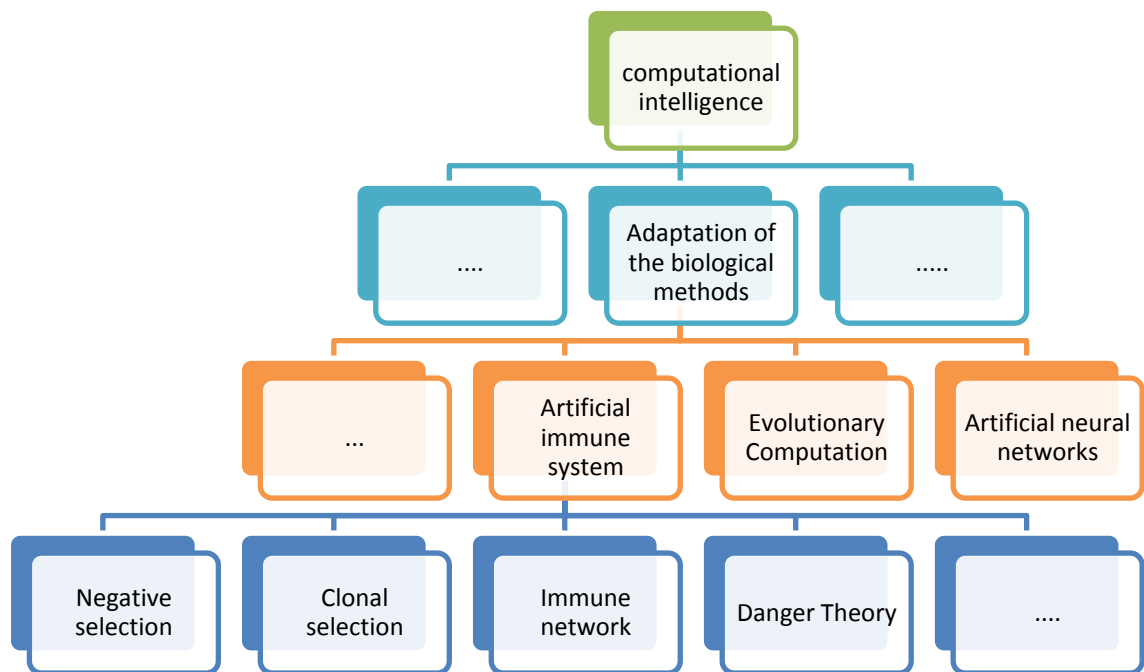 computational
intelligence
....
Adaptation of
the biological
methods
.....
...
Artificial
immune
system
Evolutionary
Computation
Artificial neural
networks
Negative
selection
Clonal
selection
Immune
network
Danger Theory
....